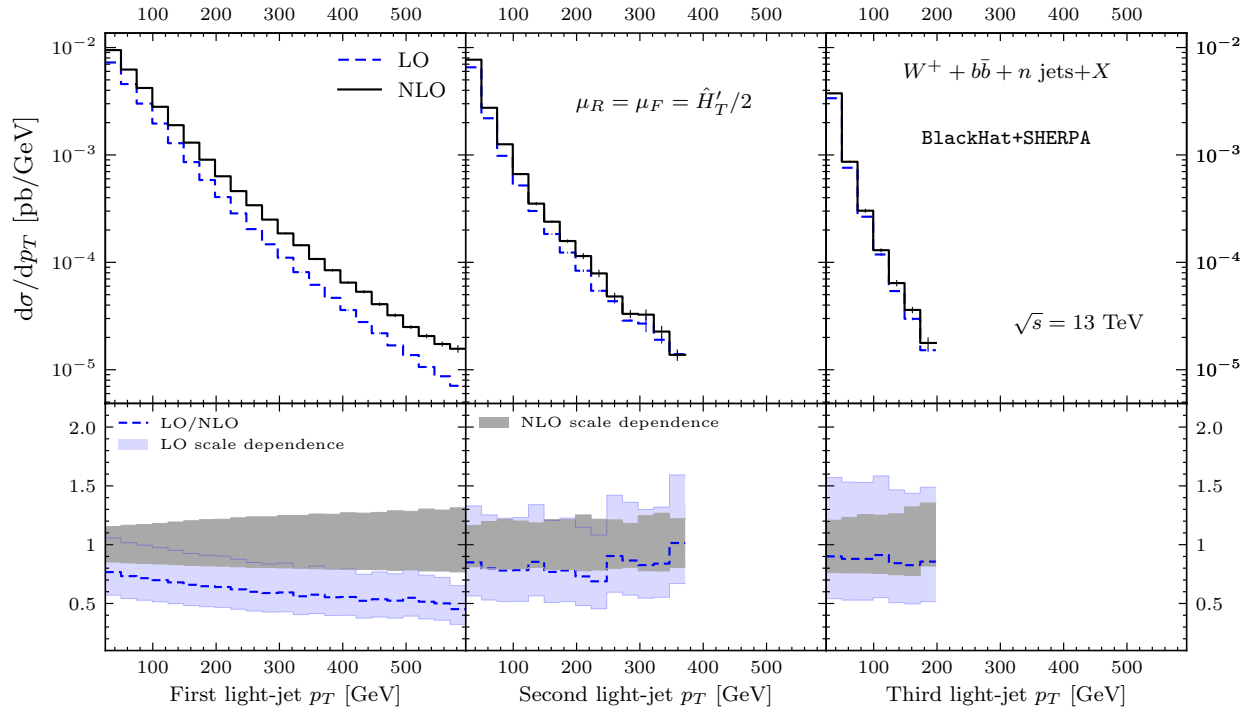 100 200 300 400 500 100 200 300 400 500 100 200 300 400 500
10⁻² 10⁻²
10⁻³ 10⁻³
10⁻⁴ 10⁻⁴
10⁻⁵ 10⁻⁵
dσ/dp_T [pb/GeV]
LO
NLO
μ_R = μ_F = Ĥ′_T/2
W⁺ + bb̄ + n jets+X
BlackHat+SHERPA
√s = 13 TeV
LO/NLO
LO scale dependence
NLO scale dependence
2.0 2.0
1.5 1.5
1 1
0.5 0.5
100 200 300 400 500 100 200 300 400 500 100 200 300 400 500
First light-jet p_T [GeV] Second light-jet p_T [GeV] Third light-jet p_T [GeV]